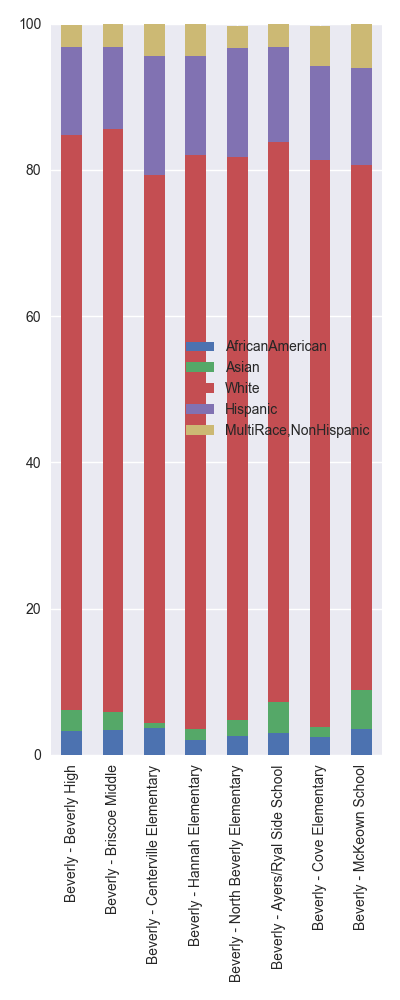 100
80
60
40
20
0
AfricanAmerican
Asian
White
Hispanic
MultiRace,NonHispanic
Beverly - Beverly High
Beverly - Briscoe Middle
Beverly - Centerville Elementary
Beverly - Hannah Elementary
Beverly - North Beverly Elementary
Beverly - Ayers/Ryal Side School
Beverly - Cove Elementary
Beverly - McKeown School